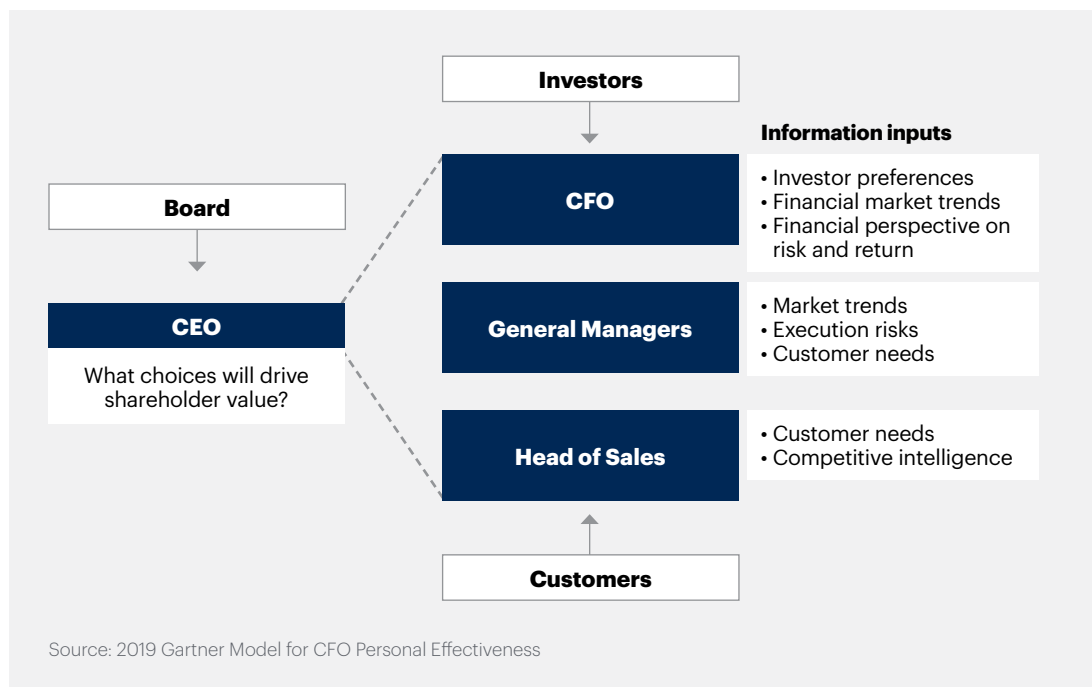 Investors
Information inputs
CFO
• Investor preferences
• Financial market trends
• Financial perspective on
risk and return
Board
CEO
What choices will drive
shareholder value?
General Managers
• Market trends
• Execution risks
• Customer needs
Head of Sales
• Customer needs
• Competitive intelligence
Customers
Source: 2019 Gartner Model for CFO Personal Effectiveness